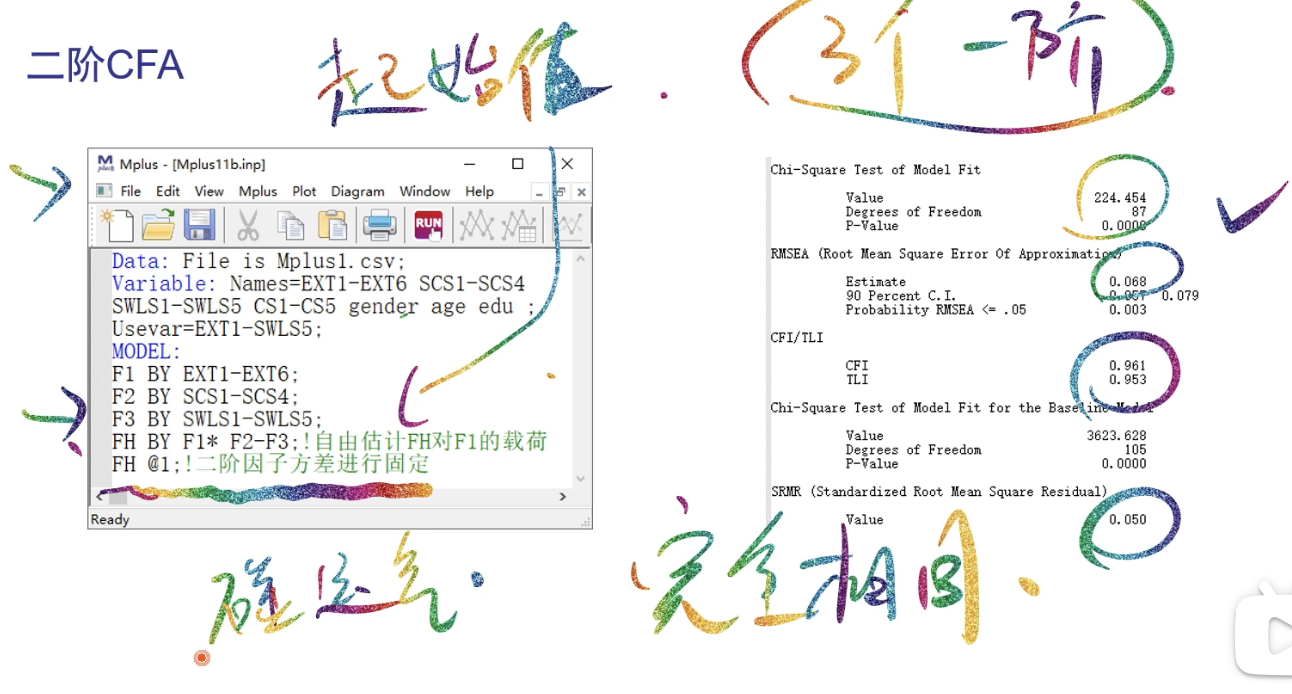 二阶CFA
起始值
3个一阶
Mplus - [Mplus11b.inp]
File Edit View Mplus Plot Diagram Window Help
RUN
Data: File is Mplus1.csv;
Variable: Names=EXT1-EXT6 SCS1-SCS4
SWLS1-SWLS5 CS1-CS5 gender age edu ;
Usevar=EXT1-SWLS5;
MODEL:
F1 BY EXT1-EXT6;
F2 BY SCS1-SCS4;
F3 BY SWLS1-SWLS5;
FH BY F1* F2-F3;!自由估计FH对F1的载荷
FH @1;!二阶因子方差进行固定
Ready
碰运气
Chi-Square Test of Model Fit
Value 224.454
Degrees of Freedom 87
P-Value 0.0000
RMSEA (Root Mean Square Error Of Approximation)
Estimate 0.068
90 Percent C.I. 0.057 0.079
Probability RMSEA <= .05 0.003
CFI/TLI
CFI 0.961
TLI 0.953
Chi-Square Test of Model Fit for the Baseline Model
Value 3623.628
Degrees of Freedom 105
P-Value 0.0000
SRMR (Standardized Root Mean Square Residual)
Value 0.050
完全相同